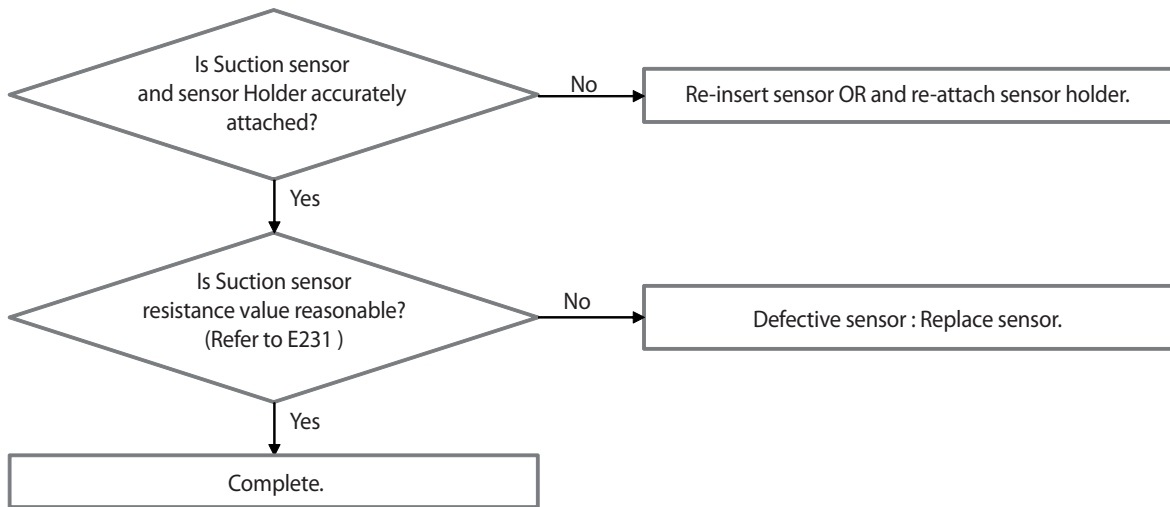 Is Suction sensor
and sensor Holder accurately
attached?
No
Re-insert sensor OR and re-attach sensor holder.
Yes
Is Suction sensor
resistance value reasonable?
(Refer to E231 )
No
Defective sensor : Replace sensor.
Yes
Complete.